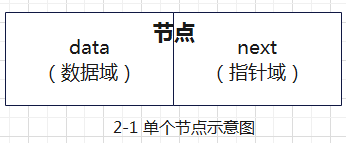 节点
data
（数据域）
next
（指针域）
2-1 单个节点示意图